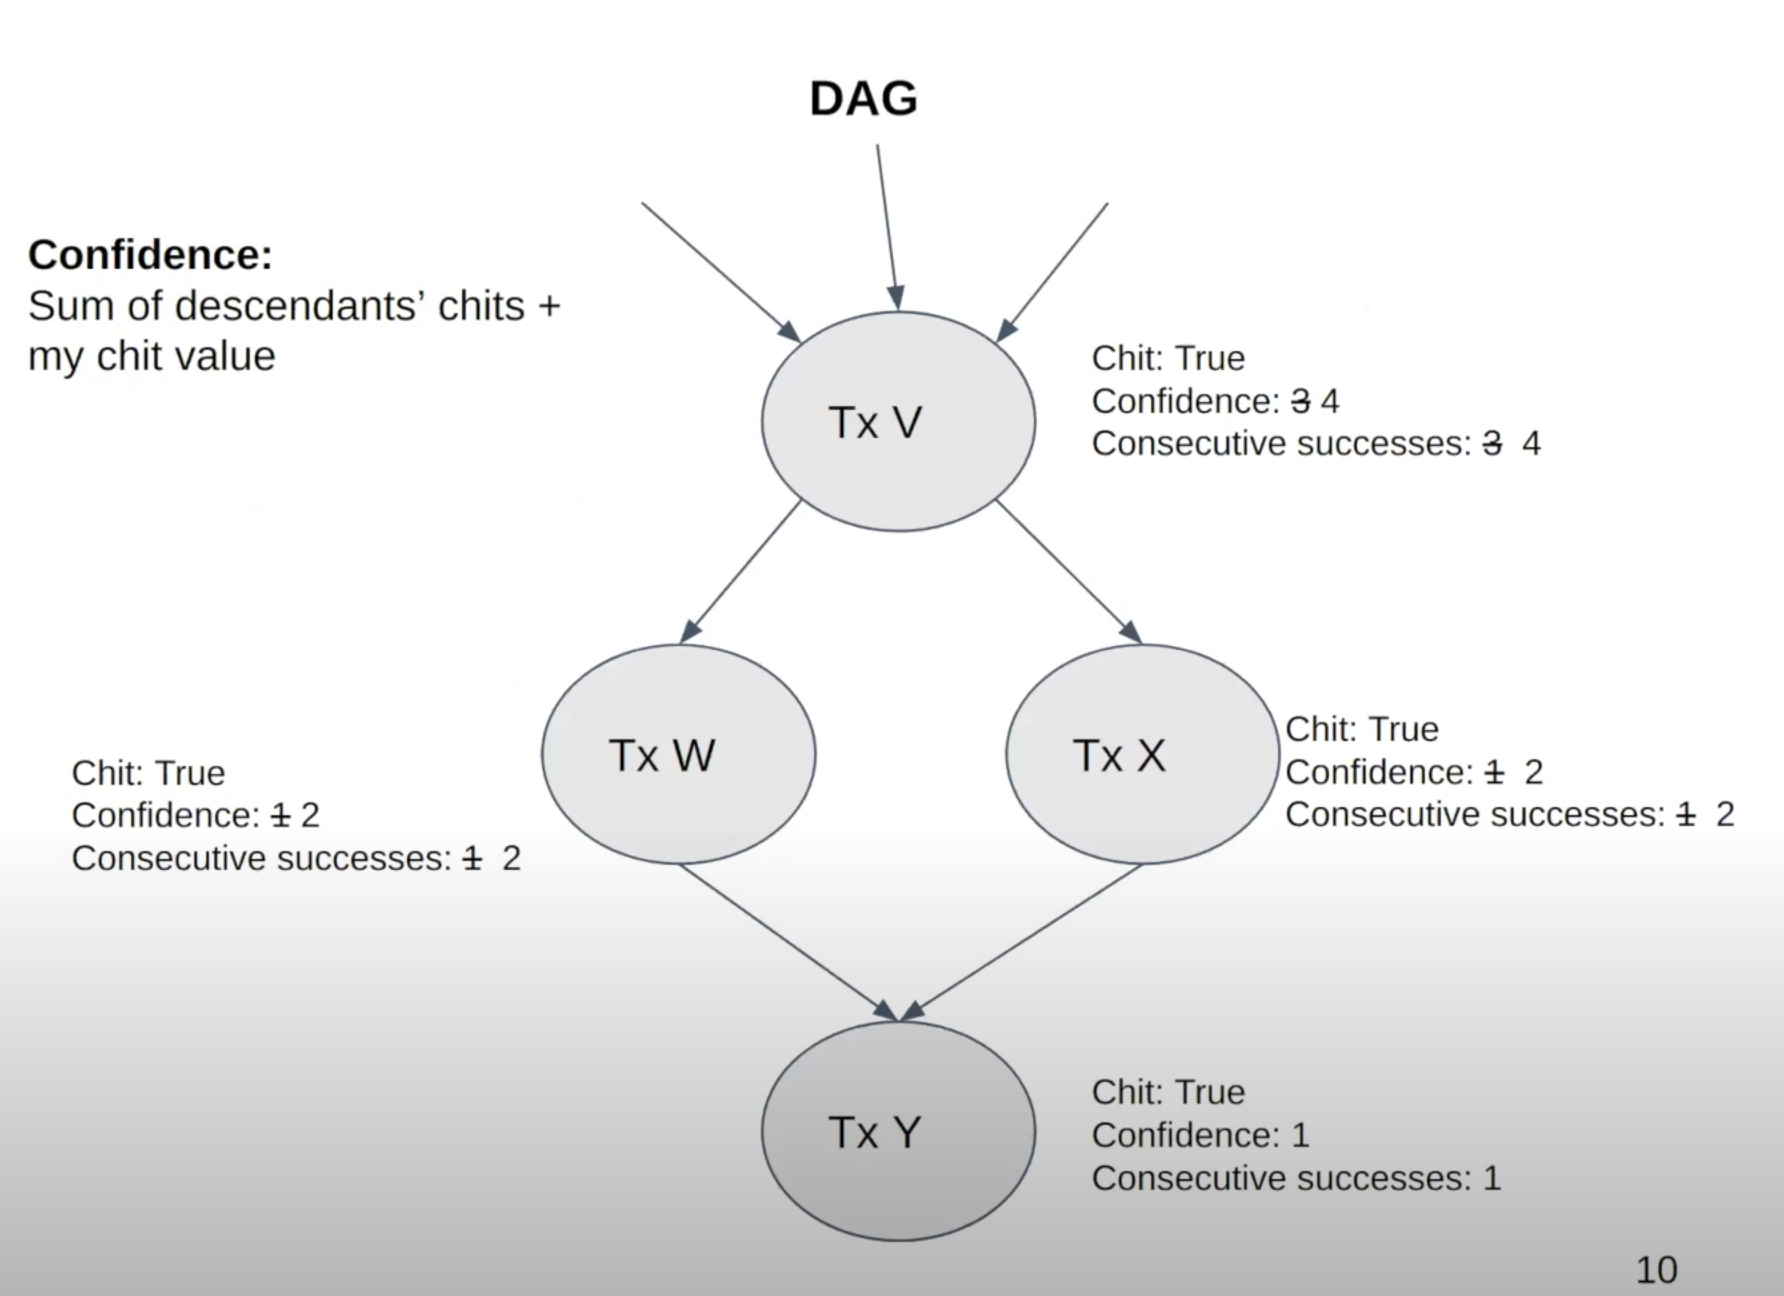 DAG
Confidence:
Sum of descendants’ chits +
my chit value
Tx V
Chit: True
Confidence: 3 4
Consecutive successes: 3 4
Tx W
Chit: True
Confidence: 1 2
Consecutive successes: 1 2
Tx X
Chit: True
Confidence: 1 2
Consecutive successes: 1 2
Tx Y
Chit: True
Confidence: 1
Consecutive successes: 1
10